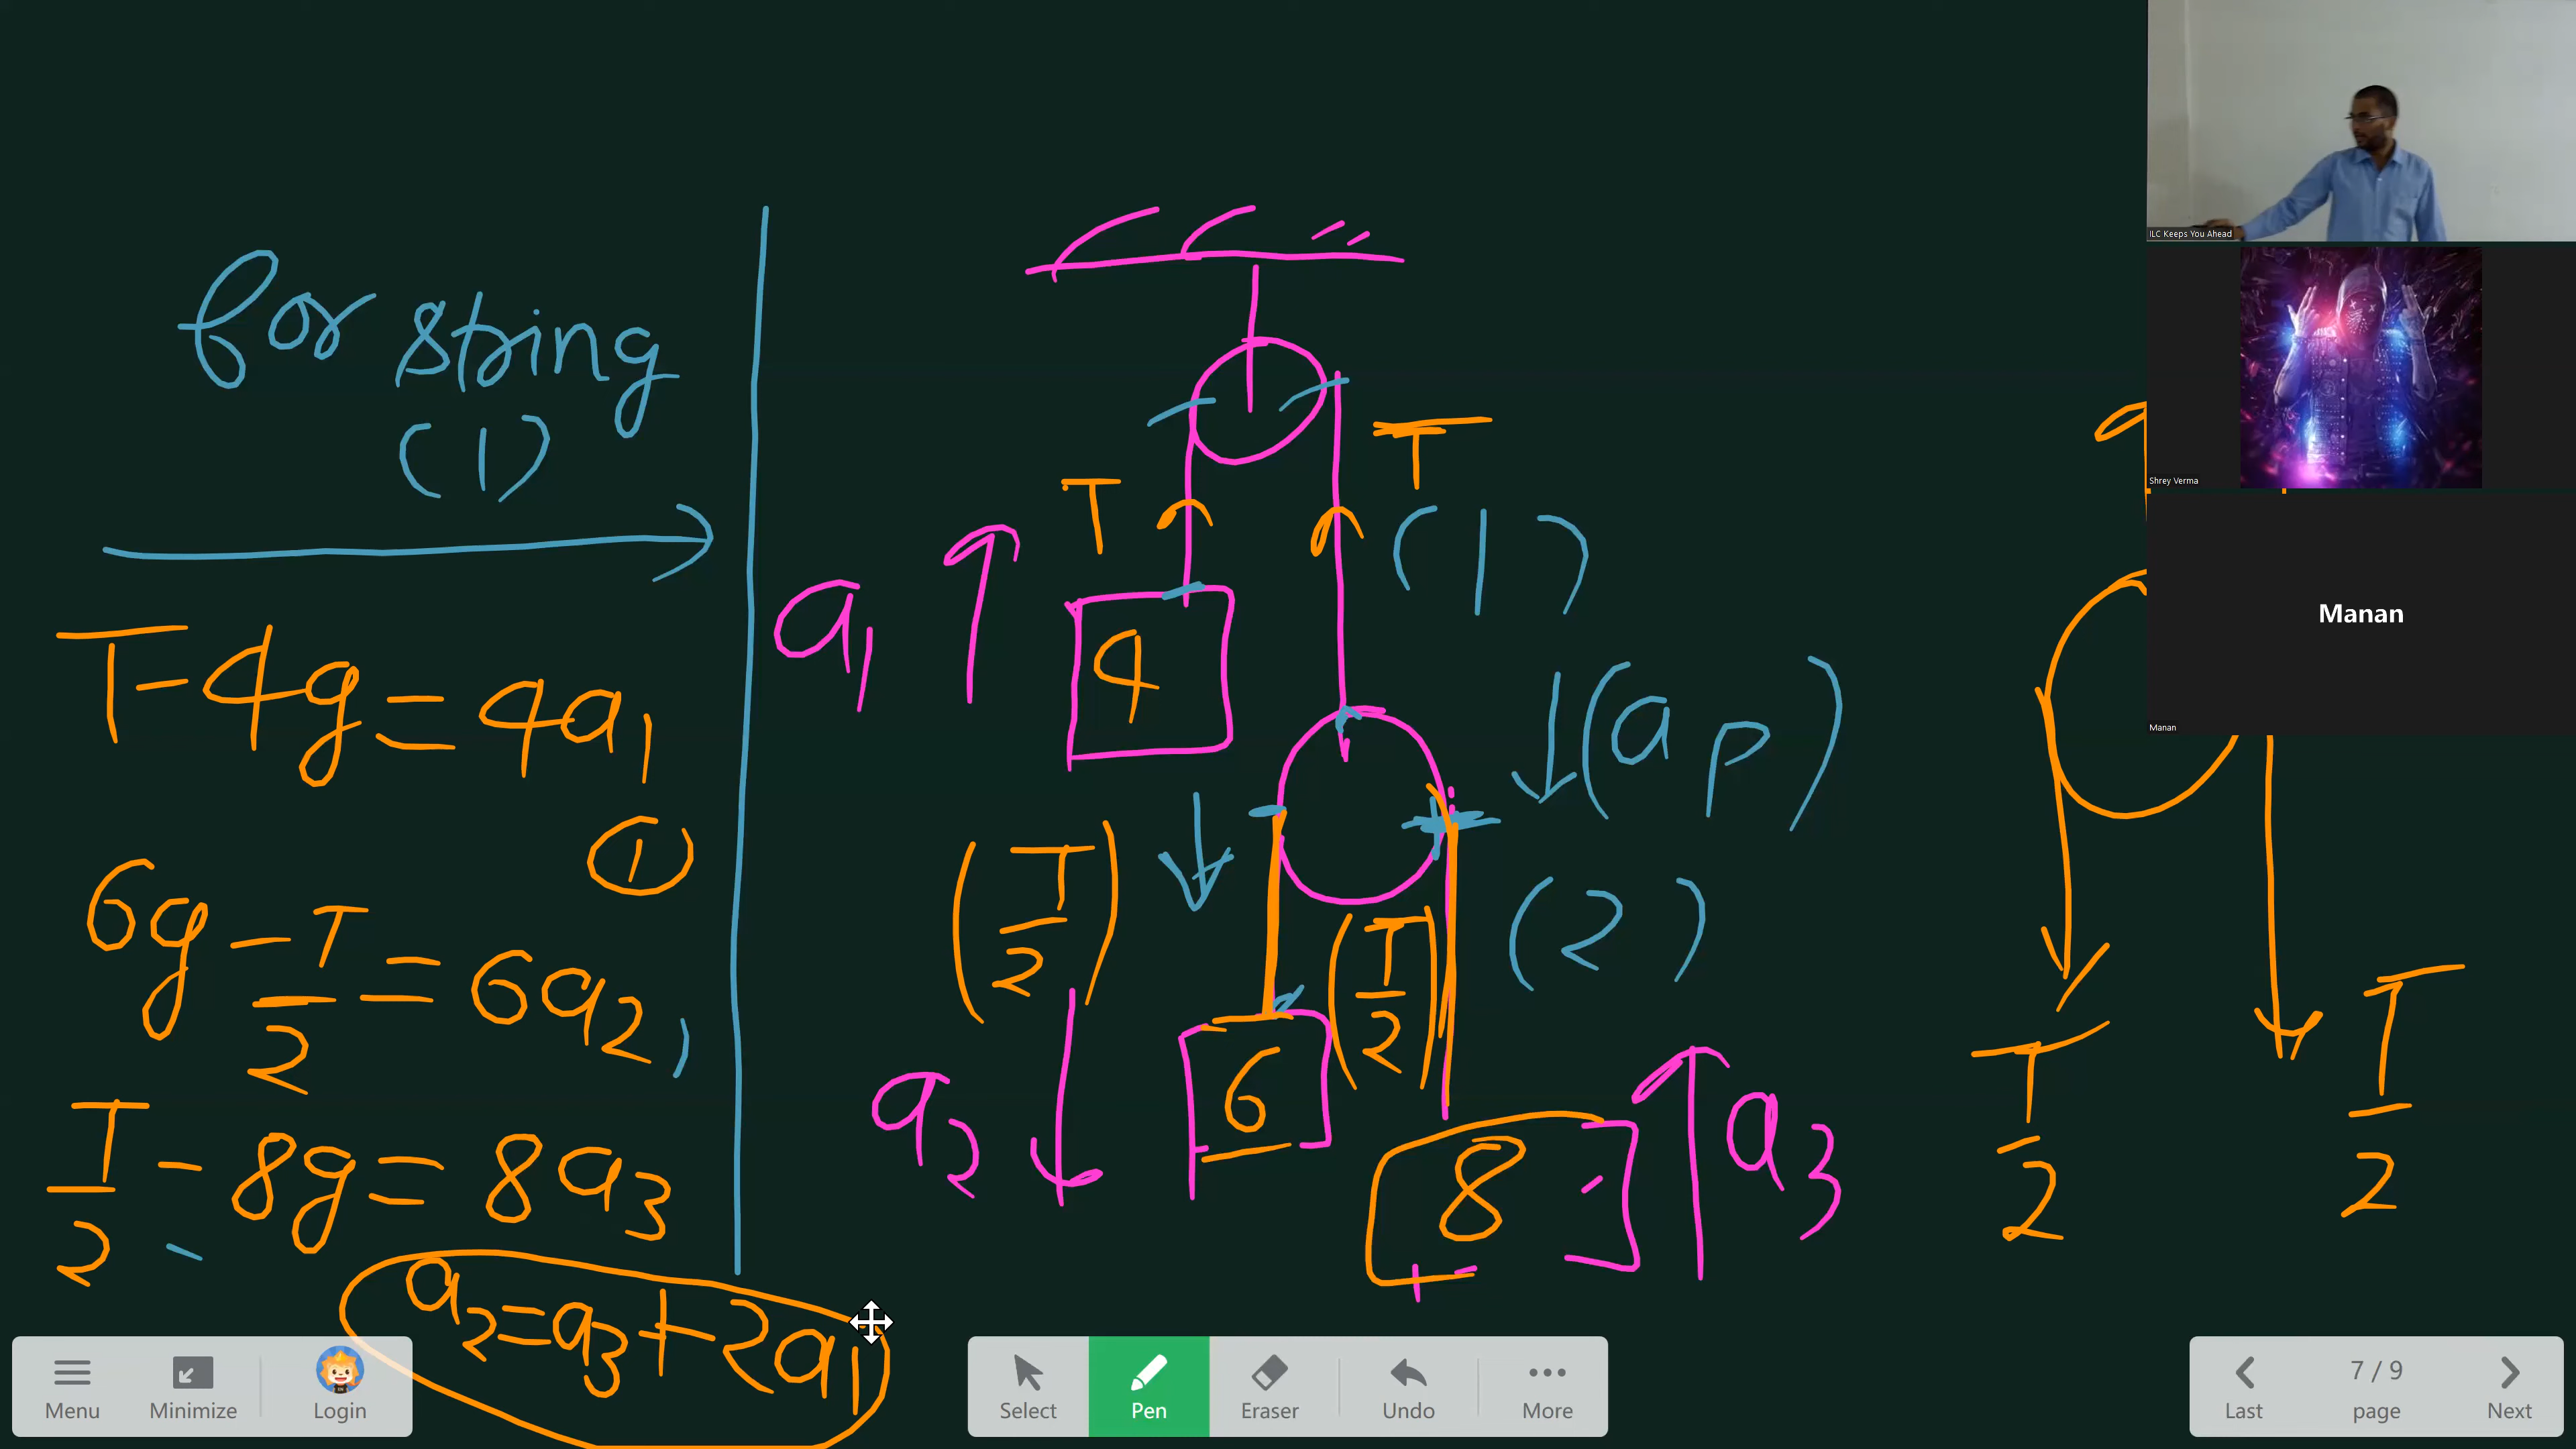 for string
(1)
T-4g=4a1
1
6g-T/2=6a2,
T/2-8g=8a3
a2=a3+2a1
T
T
(1)
a1
4
(ap)
(T/2)
(T/2)
(2)
a2
6
8
a3
T/2
T/2
ILC Keeps You Ahead
Shrey Verma
Manan
Manan
Menu
Minimize
Login
Select
Pen
Eraser
Undo
More
Last
7 / 9
page
Next